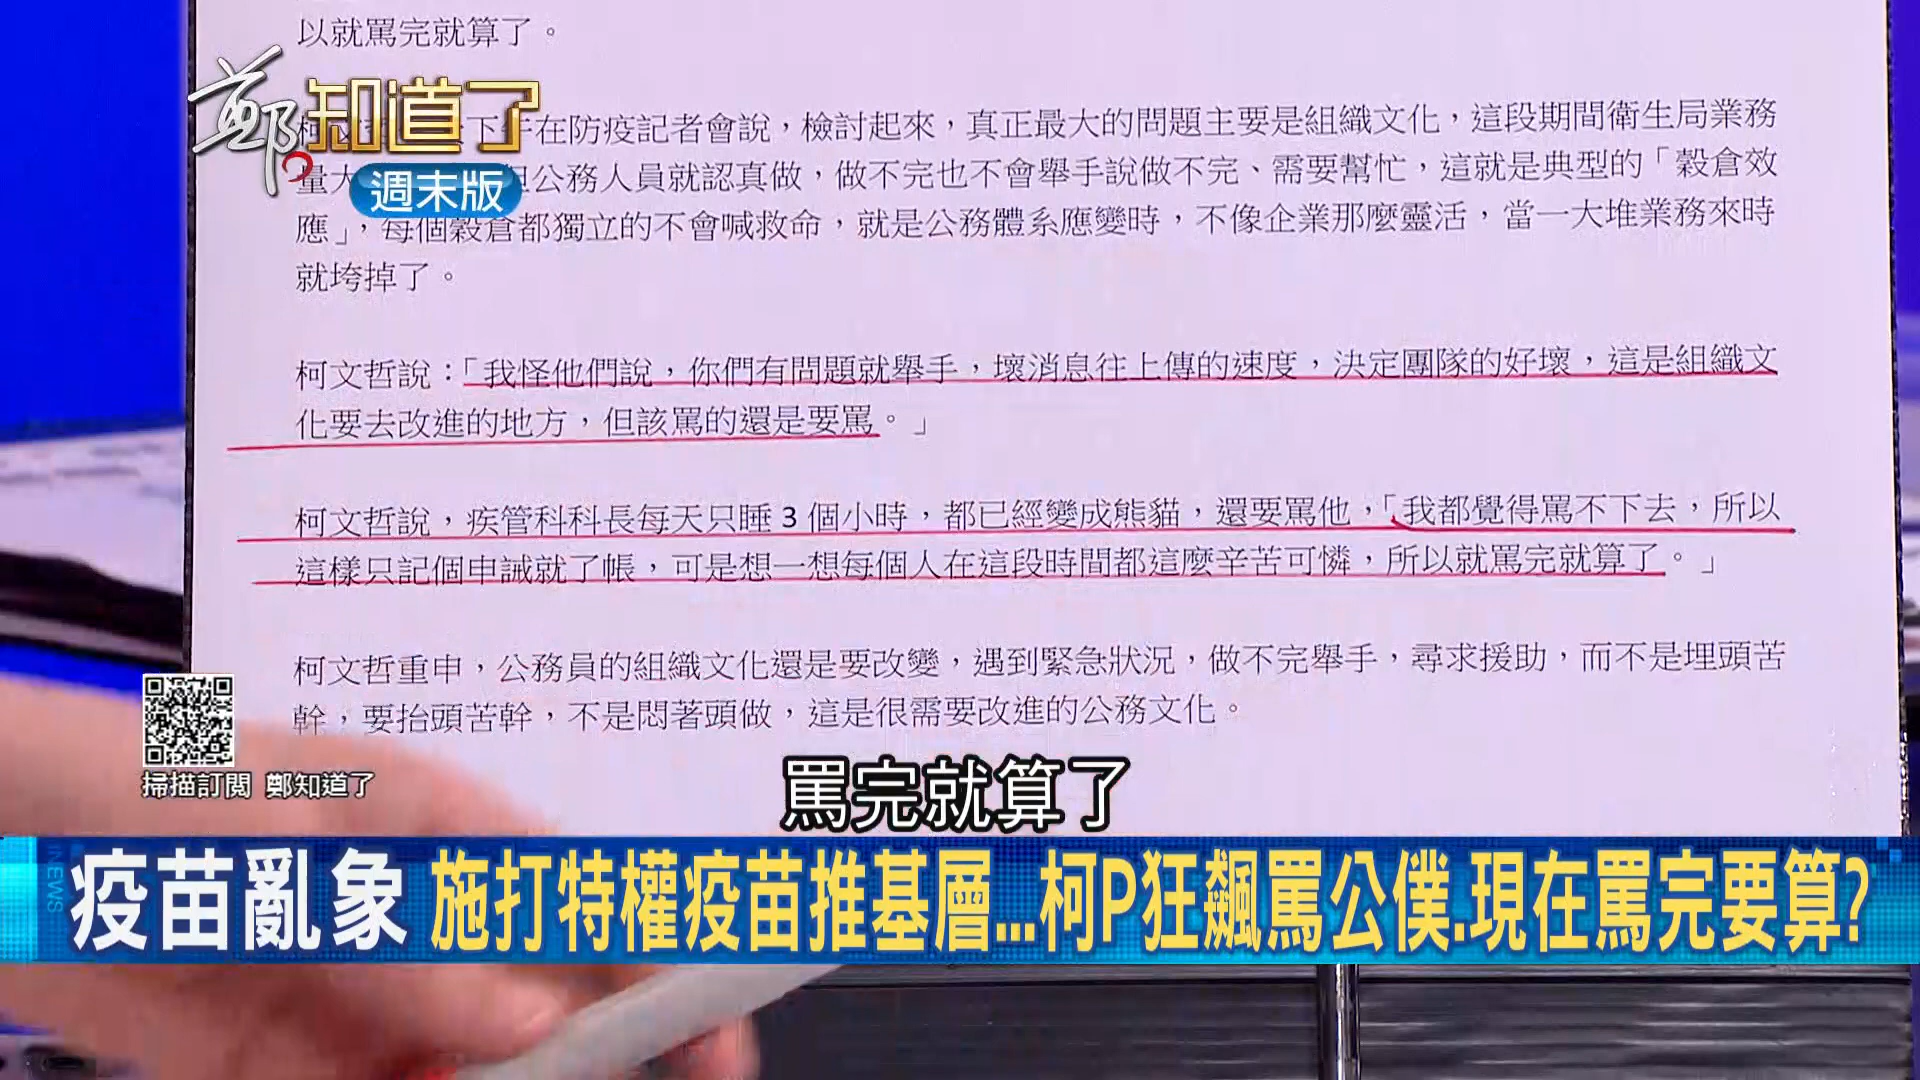 以就罵完就算了。
鄭知道了
週末版
下午在防疫記者會說，檢討起來，真正最大的問題主要是組織文化，這段期間衛生局業務
量大 公務人員就認真做，做不完也不會舉手說做不完、需要幫忙，這就是典型的「穀倉效
應」，每個穀倉都獨立的不會喊救命，就是公務體系應變時，不像企業那麼靈活，當一大堆業務來時
就垮掉了。
柯文哲說：「我怪他們說，你們有問題就舉手，壞消息往上傳的速度，決定團隊的好壞，這是組織文
化要去改進的地方，但該罵的還是要罵。」
柯文哲說，疾管科科長每天只睡3個小時，都已經變成熊貓，還要罵他，「我都覺得罵不下去，所以
這樣只記個申誡就了帳，可是想一想每個人在這段時間都這麼辛苦可憐，所以就罵完就算了。」
柯文哲重申，公務員的組織文化還是要改變，遇到緊急狀況，做不完舉手，尋求援助，而不是埋頭苦
幹，要抬頭苦幹，不是悶著頭做，這是很需要改進的公務文化。
掃描訂閱 鄭知道了
罵完就算了
NEWS
疫苗亂象 施打特權疫苗推基層...柯P狂飆罵公僕.現在罵完要算?